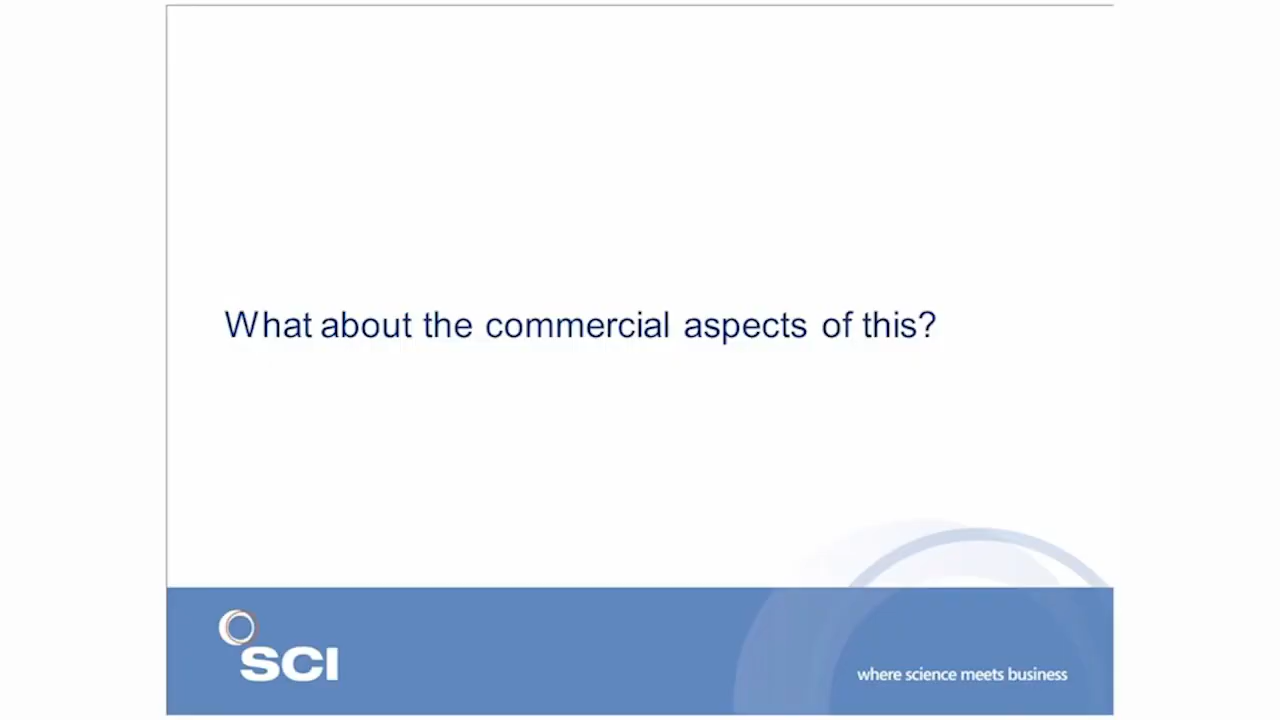 What about the commercial aspects of this?
SCI
where science meets business